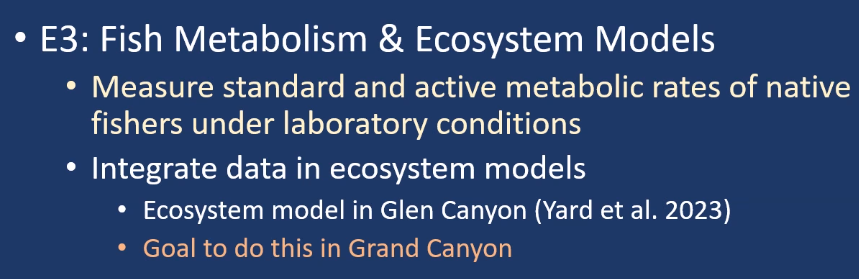 • E3: Fish Metabolism & Ecosystem Models
• Measure standard and active metabolic rates of native
fishers under laboratory conditions
• Integrate data in ecosystem models
• Ecosystem model in Glen Canyon (Yard et al. 2023)
• Goal to do this in Grand Canyon